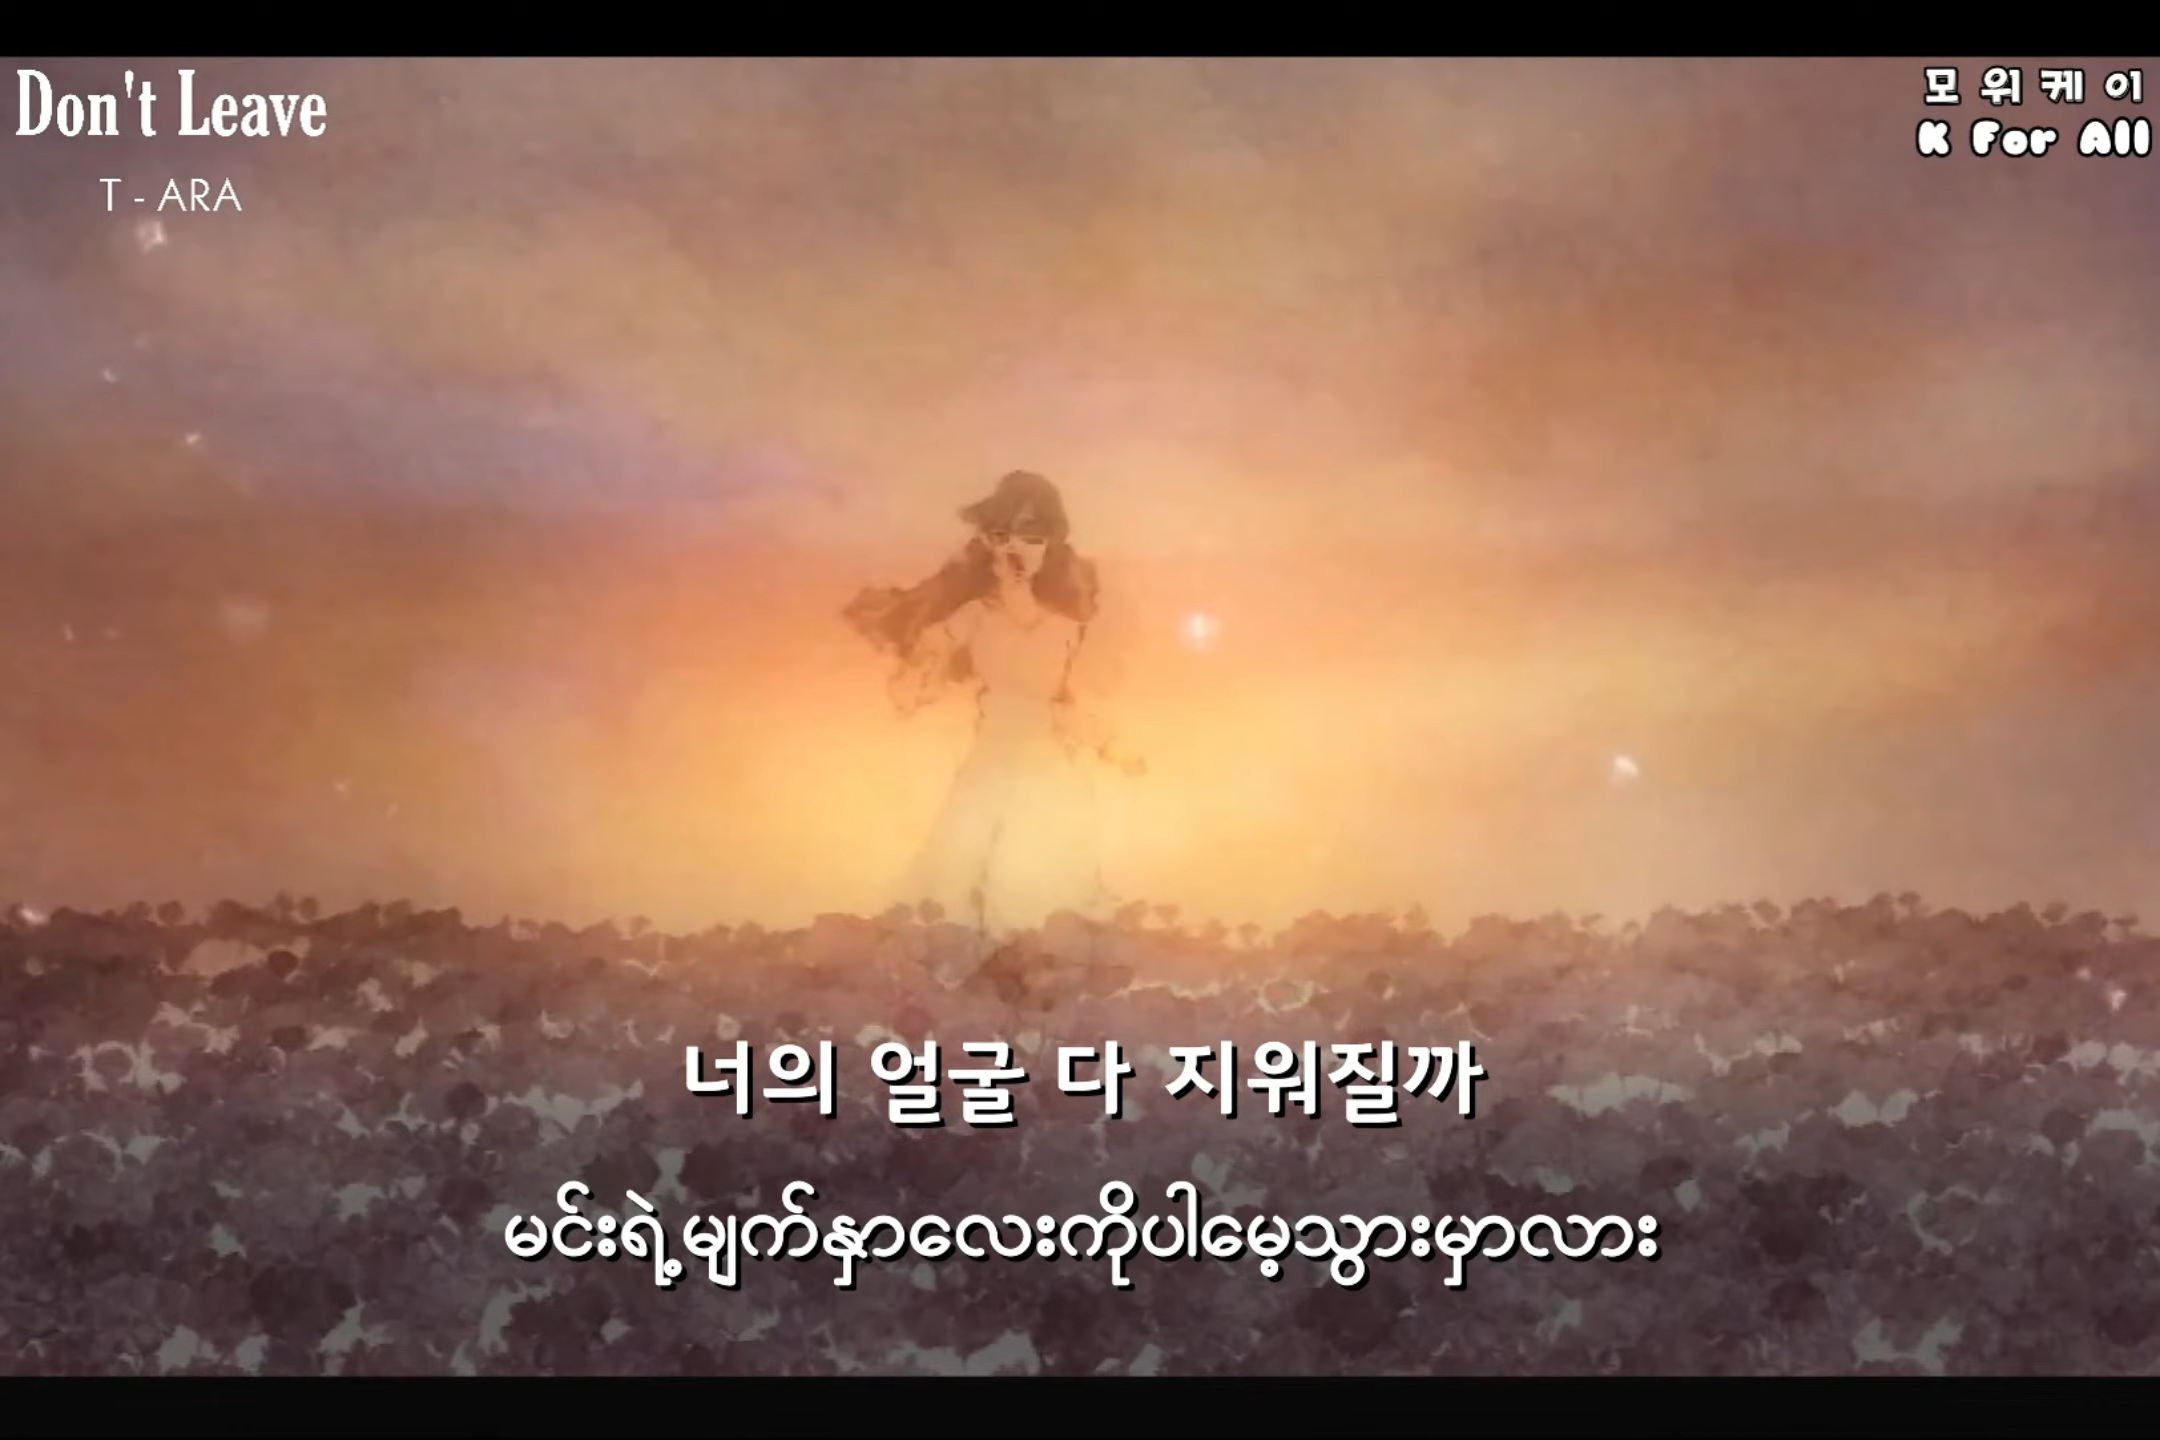 Don't Leave
T - ARA
모위케이
K For All
너의 얼굴 다 지워질까
မင်းရဲ့မျက်နှာလေးကိုပါမေ့သွားမှာလား